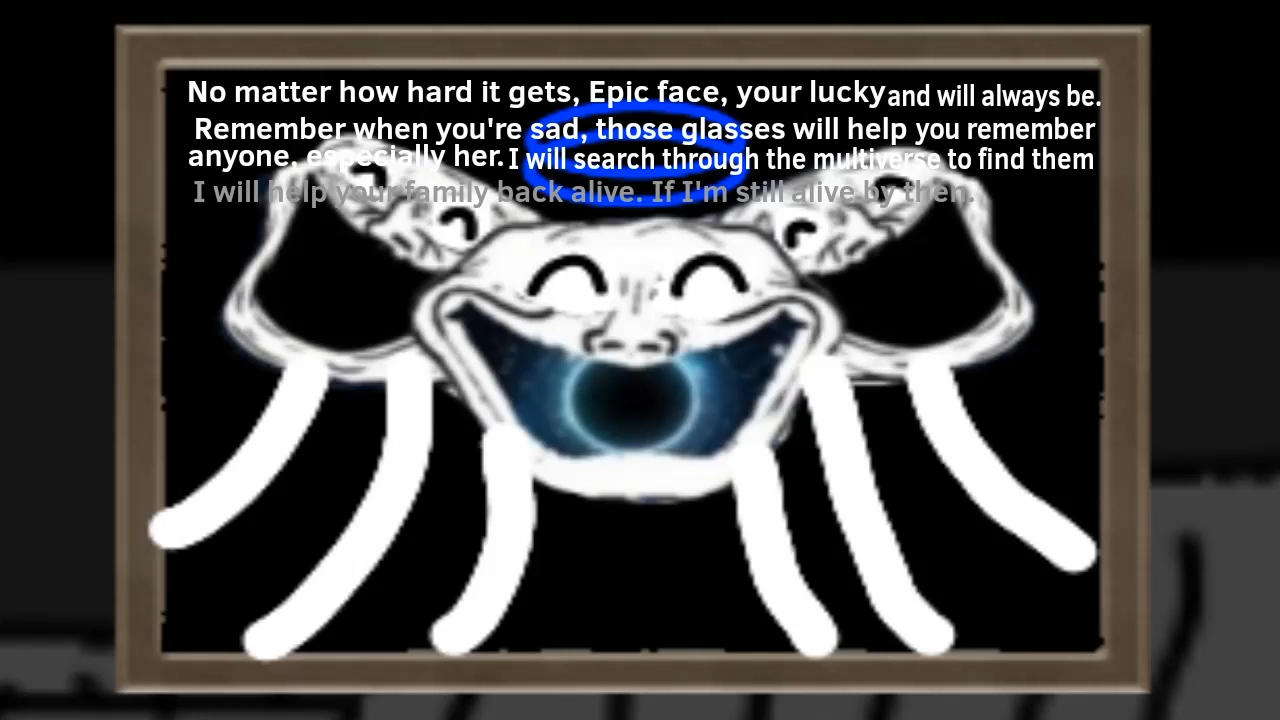 No matter how hard it gets, Epic face, your lucky and will always be.
Remember when you're sad, those glasses will help you remember
anyone, especially her. I will search through the multiverse to find them
I will help your family back alive. If I'm still alive by then.